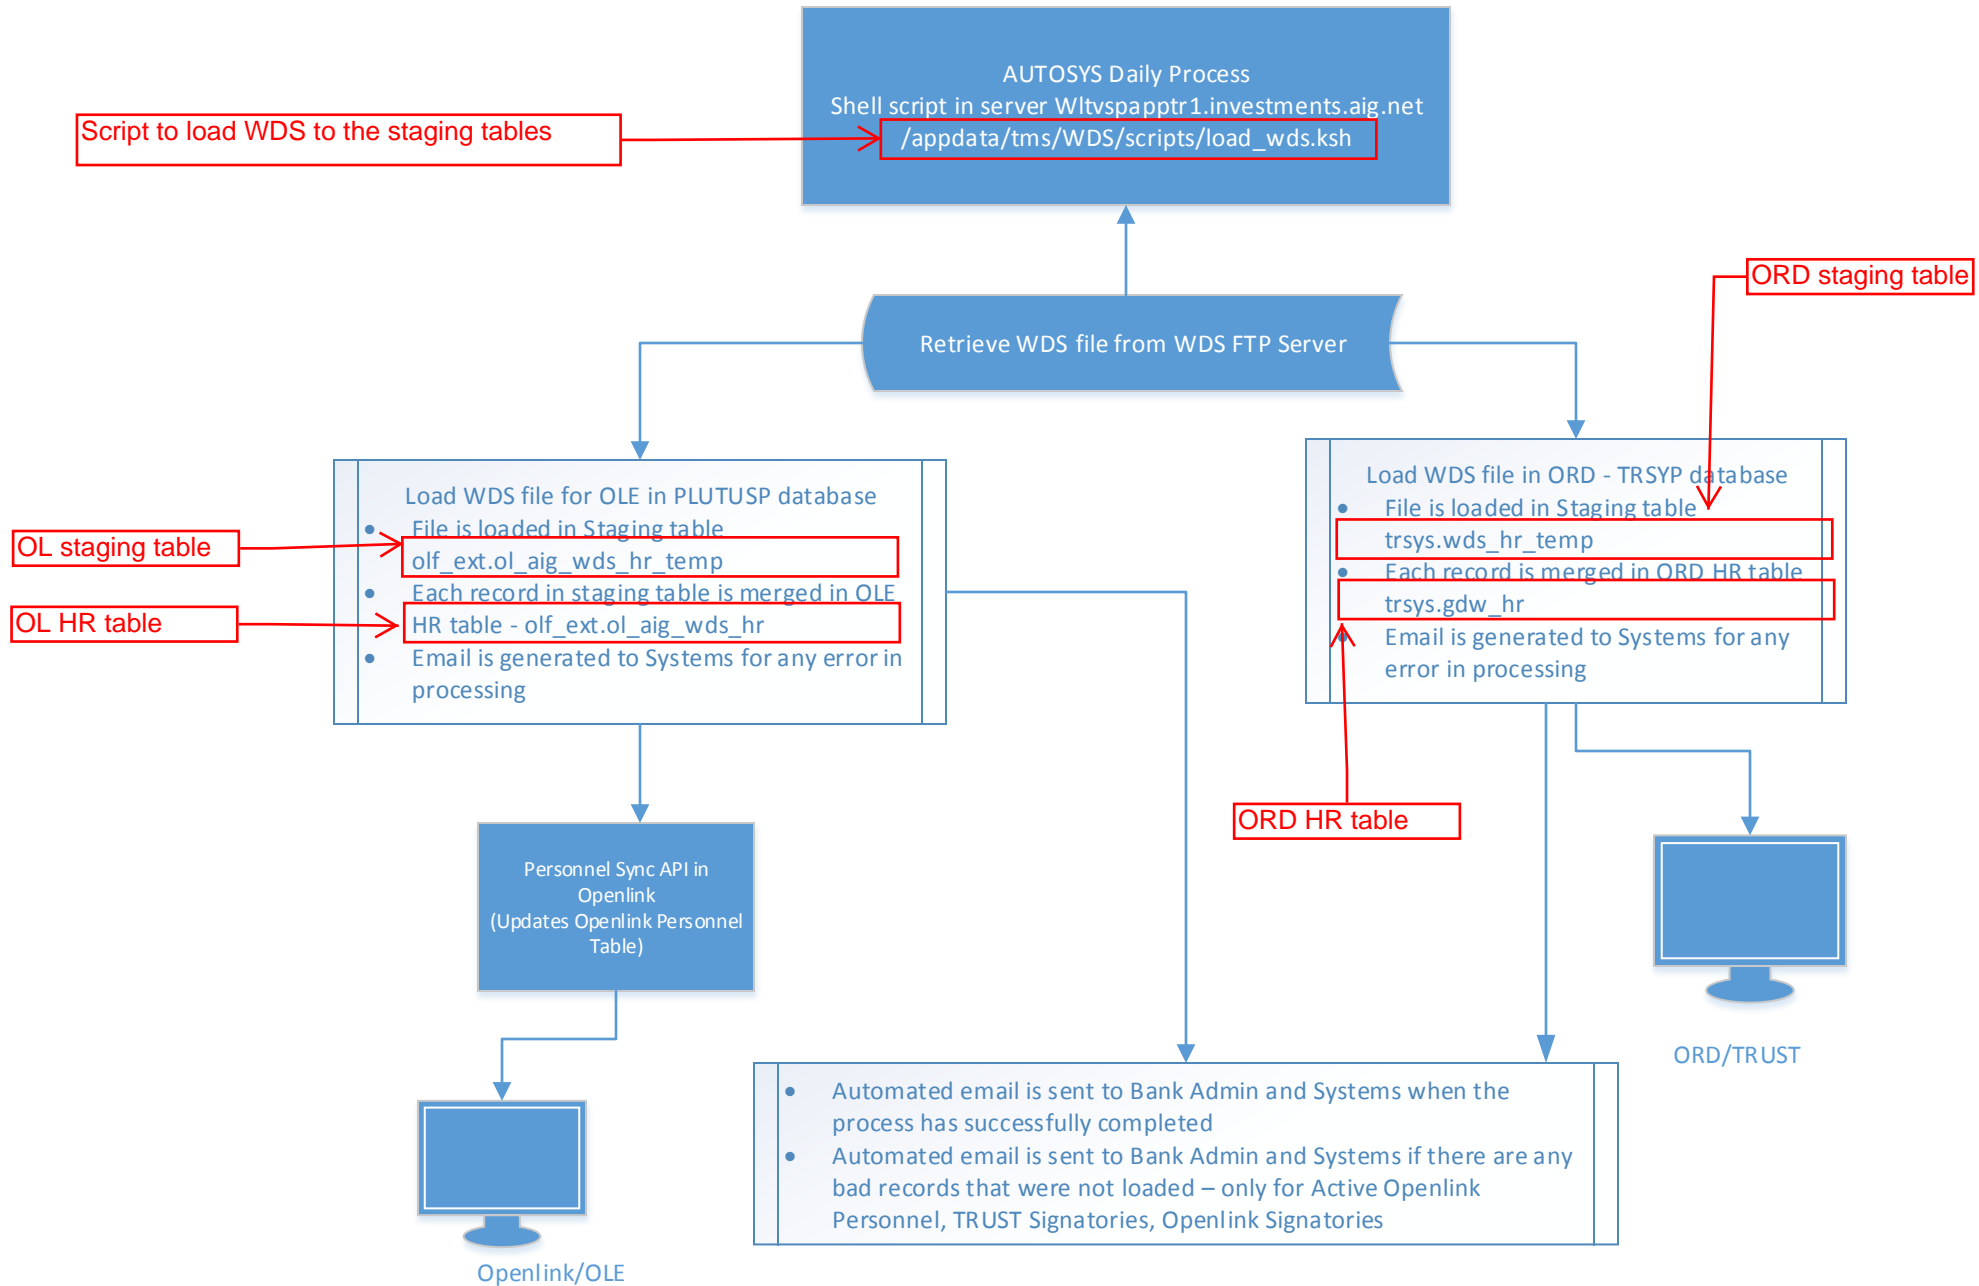 AUTOSYS Daily Process
Shell script in server Wltvspapptr1.investments.aig.net
/appdata/tms/WDS/scripts/load_wds.ksh
Script to load WDS to the staging tables
ORD staging table
Retrieve WDS file from WDS FTP Server
Load WDS file for OLE in PLUTUSP database
• File is loaded in Staging table
olf_ext.ol_aig_wds_hr_temp
• Each record in staging table is merged in OLE
HR table - olf_ext.ol_aig_wds_hr
• Email is generated to Systems for any error in
processing
OL staging table
OL HR table
Load WDS file in ORD - TRSYP database
• File is loaded in Staging table
trsys.wds_hr_temp
• Each record is merged in ORD HR table
trsys.gdw_hr
• Email is generated to Systems for any
error in processing
ORD HR table
Personnel Sync API in
Openlink
(Updates Openlink Personnel
Table)
ORD/TRUST
• Automated email is sent to Bank Admin and Systems when the
process has successfully completed
• Automated email is sent to Bank Admin and Systems if there are any
bad records that were not loaded – only for Active Openlink
Personnel, TRUST Signatories, Openlink Signatories
Openlink/OLE